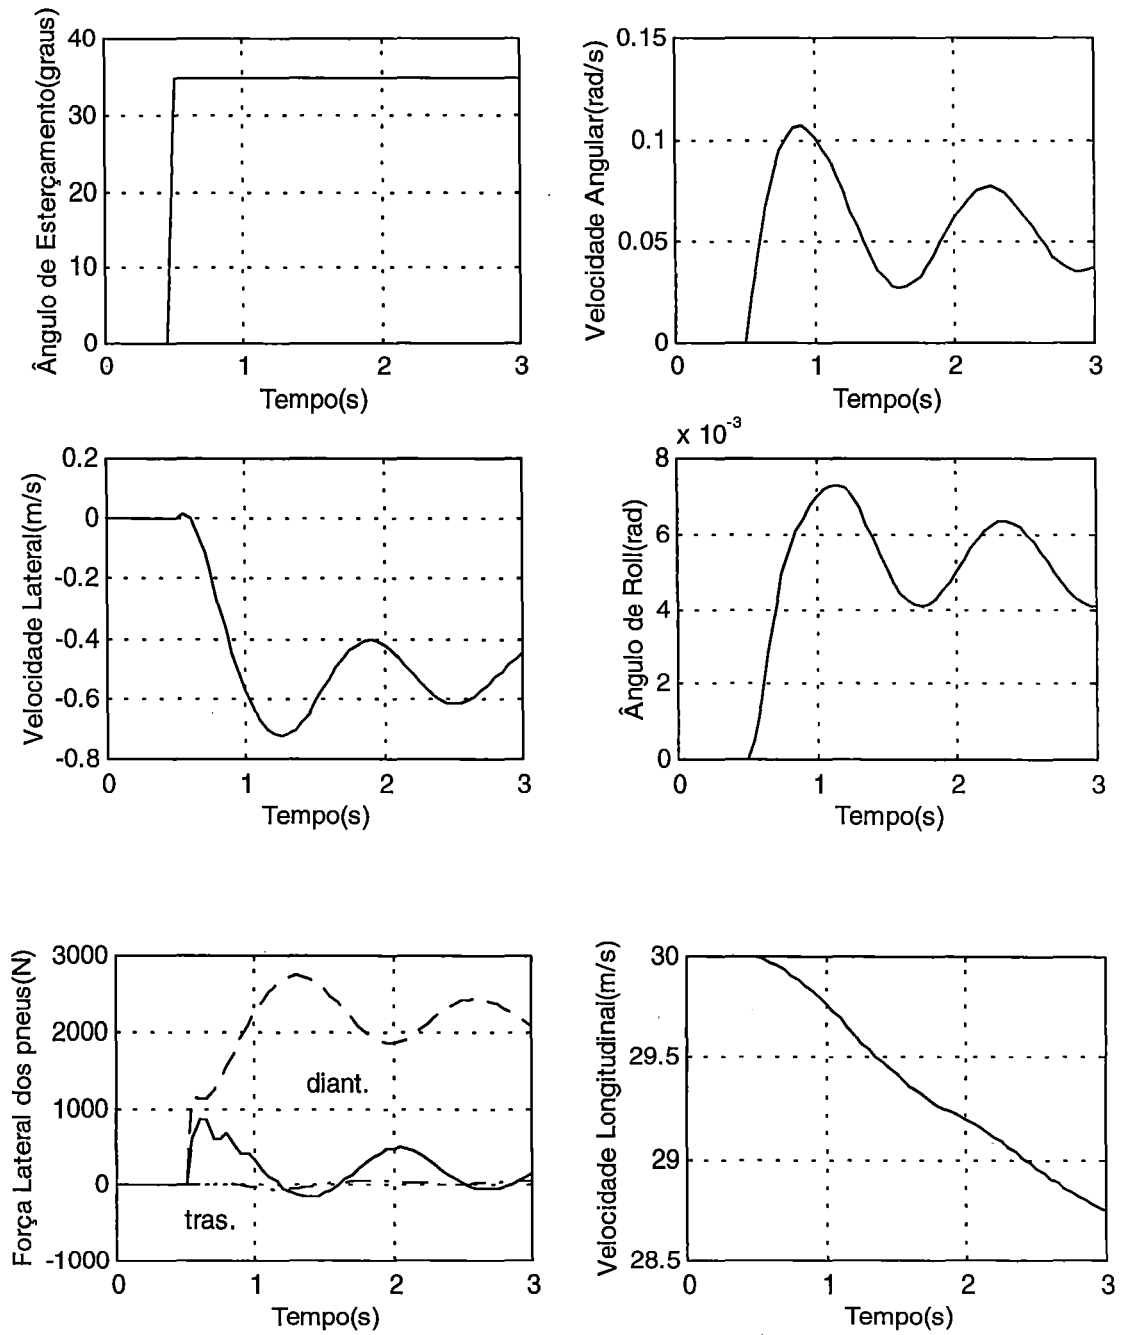 Ângulo de Esterçamento(graus)
40
30
20
10
0
0 1 2 3
Tempo(s)
Velocidade Angular(rad/s)
0.15
0.1
0.05
0
0 1 2 3
Tempo(s)
Velocidade Lateral(m/s)
0.2
0
-0.2
-0.4
-0.6
-0.8
0 1 2 3
Tempo(s)
x 10-3
Ângulo de Roll(rad)
8
6
4
2
0
0 1 2 3
Tempo(s)
Força Lateral dos pneus(N)
3000
2000
1000
0
-1000
diant.
tras.
0 1 2 3
Tempo(s)
Velocidade Longitudinal(m/s)
30
29.5
29
28.5
0 1 2 3
Tempo(s)